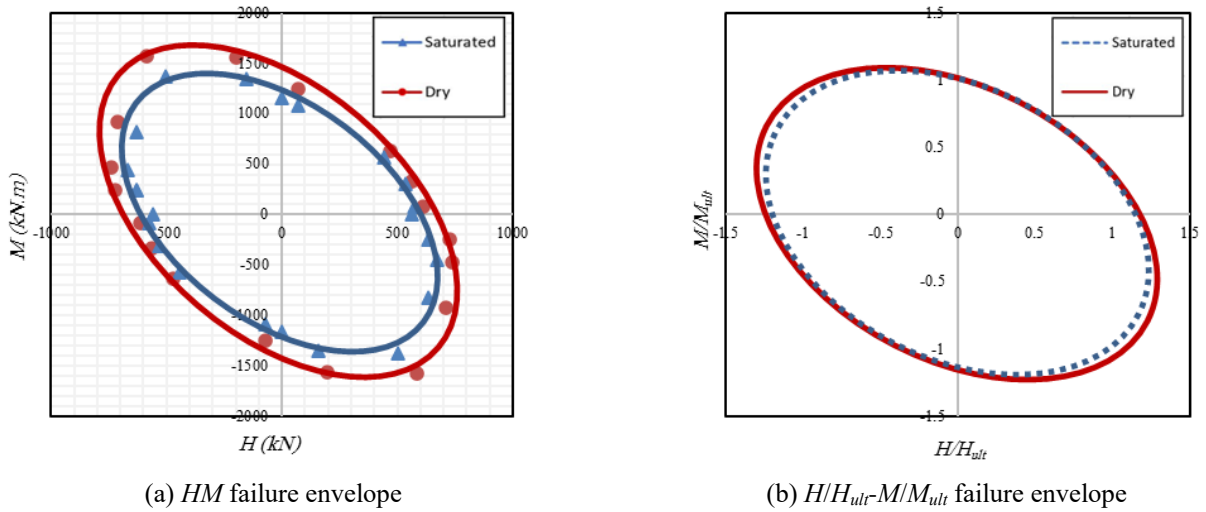 2000
1500
1000
500
0
-500
-1000
-1500
-2000
-1000
-500
0
500
1000
M (kN.m)
H (kN)
Saturated
Dry
(a) HM failure envelope
1.5
1
0.5
0
-0.5
-1
-1.5
-1.5
-1
-0.5
0
0.5
1
1.5
M/Mult
H/Hult
Saturated
Dry
(b) H/Hult-M/Mult failure envelope